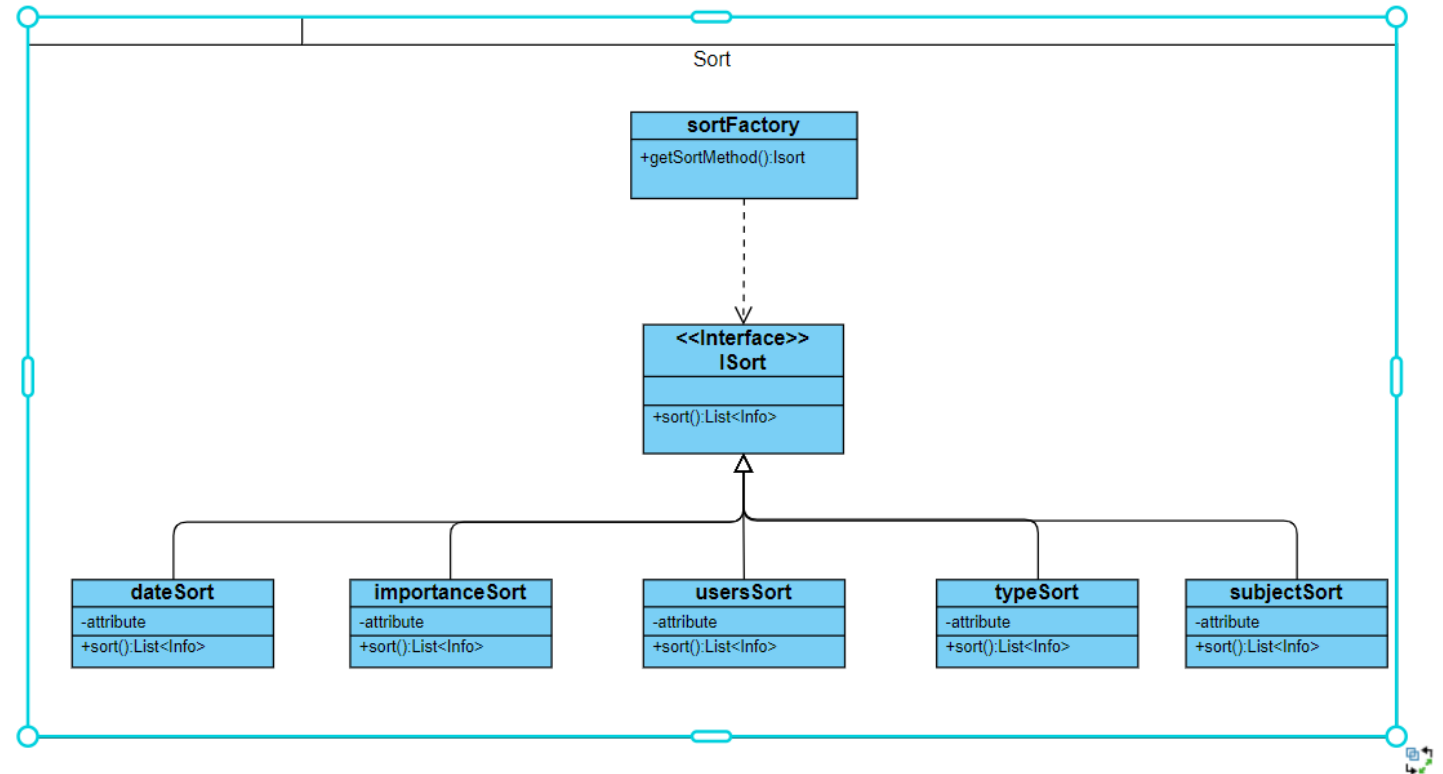 Sort
sortFactory
+getSortMethod():Isort
<<Interface>>
ISort
+sort():List<Info>
dateSort
-attribute
+sort():List<Info>
importanceSort
-attribute
+sort():List<Info>
usersSort
-attribute
+sort():List<Info>
typeSort
-attribute
+sort():List<Info>
subjectSort
-attribute
+sort():List<Info>